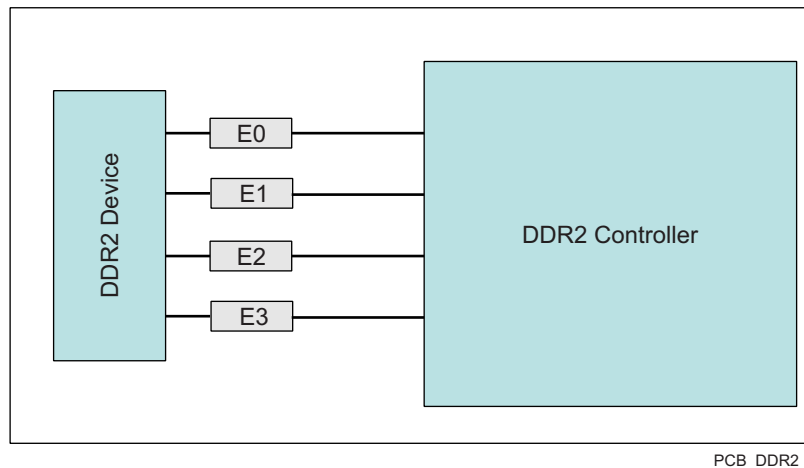 DDR2 Device
E0
E1
E2
E3
DDR2 Controller
PCB_DDR2